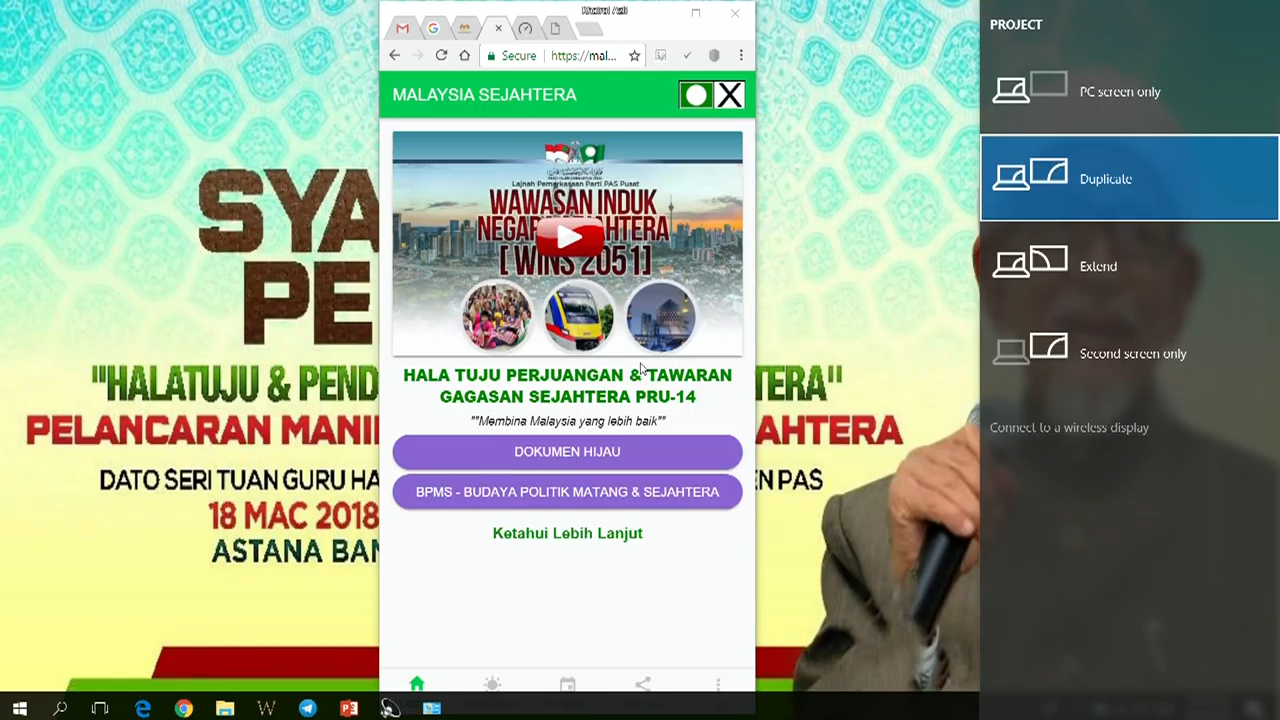 Khairol Azli
Secure
https://mal...
MALAYSIA SEJAHTERA
Lajnah Pemerkasaan Parti PAS Pusat
WAWASAN INDUK
[ WINS 2051]
HALA TUJU PERJUANGAN & TAWARAN
GAGASAN SEJAHTERA PRU-14
""Membina Malaysia yang lebih baik""
DOKUMEN HIJAU
BPMS - BUDAYA POLITIK MATANG & SEJAHTERA
Ketahui Lebih Lanjut
SYA
PE
"HALATUJU & PEND
TERA"
PELANCARAN MANI
AHTERA
DATO SERI TUAN GURU HA
EN PAS
18 MAC 2018
ASTANA BAN
PROJECT
PC screen only
Duplicate
Extend
Second screen only
Connect to a wireless display